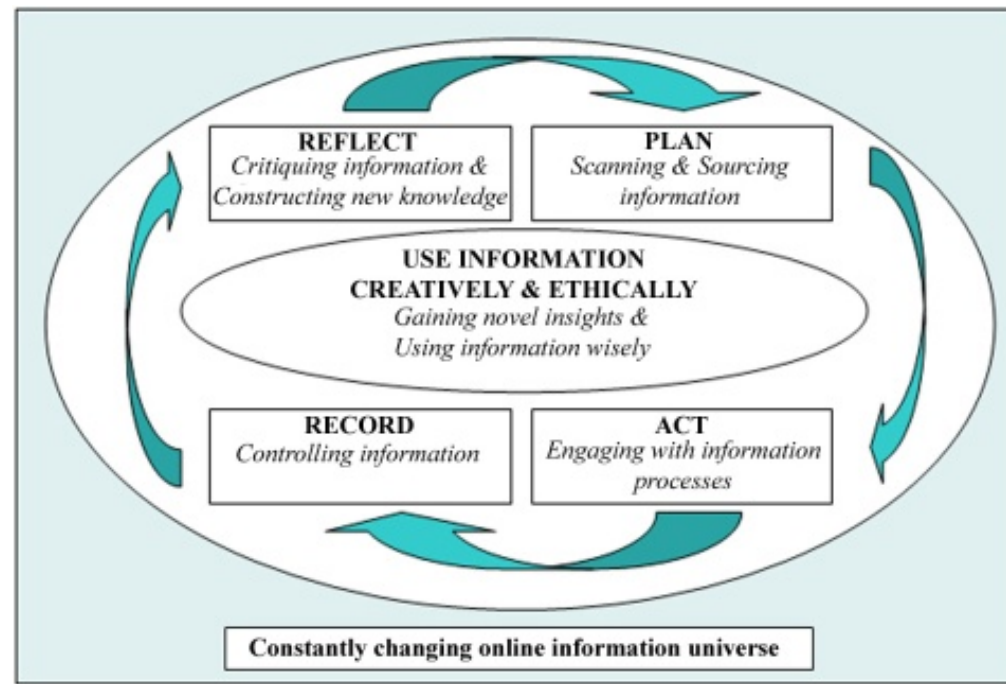 REFLECT
Critiquing information &
Constructing new knowledge
PLAN
Scanning & Sourcing
information
USE INFORMATION
CREATIVELY & ETHICALLY
Gaining novel insights &
Using information wisely
RECORD
Controlling information
ACT
Engaging with information
processes
Constantly changing online information universe